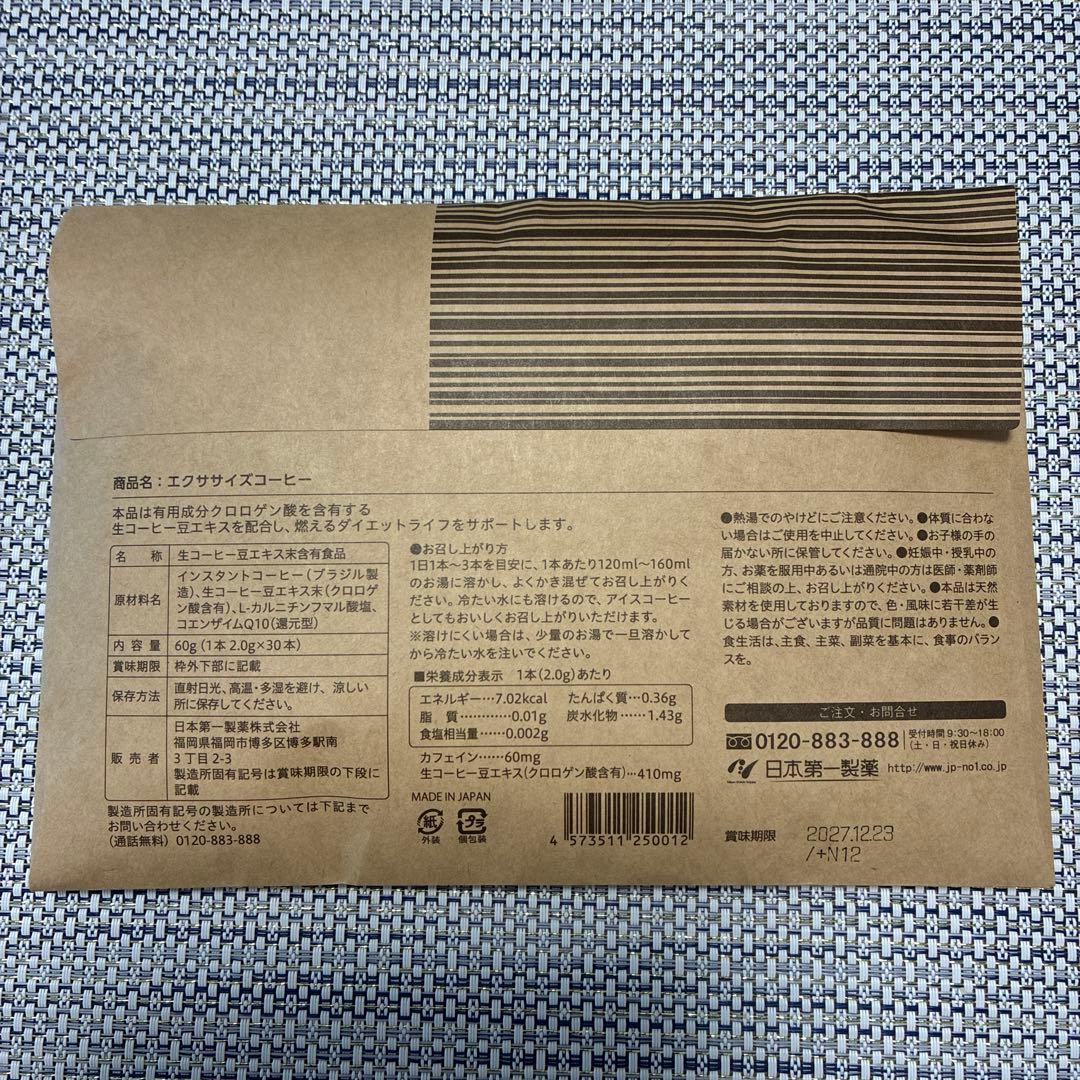 商品名：エクササイズコーヒー
本品は有用成分クロロゲン酸を含有する
生コーヒー豆エキスを配合し、燃えるダイエットライフをサポートします。
名　称　生コーヒー豆エキス末含有食品
原材料名　インスタントコーヒー（ブラジル製
造）、生コーヒー豆エキス末（クロロゲ
ン酸含有）、L-カルニチンフマル酸塩、
コエンザイムQ10（還元型）
内 容 量　60g（1本 2.0g×30本）
賞味期限　枠外下部に記載
保存方法　直射日光、高温・多湿を避け、涼しい
所に保存してください。
販 売 者　日本第一製薬株式会社
福岡県福岡市博多区博多駅南
3丁目2-3
製造所固有記号は賞味期限の下段に
記載
製造所固有記号の製造所については下記まで
お問い合わせください。
（通話無料）0120-883-888
●お召し上がり方
1日1本～3本を目安に、1本あたり120ml～160ml
のお湯に溶かし、よくかき混ぜてお召し上がりく
ださい。冷たい水にも溶けるので、アイスコーヒー
としてもおいしくお召し上がりいただけます。
※溶けにくい場合は、少量のお湯で一旦溶かして
から冷たい水を注いでください。
■栄養成分表示　1本（2.0g）あたり
エネルギー…7.02kcal　たんぱく質…0.36g
脂　質…………0.01g　炭水化物……1.43g
食塩相当量……0.002g
カフェイン……60mg
生コーヒー豆エキス（クロロゲン酸含有）…410mg
MADE IN JAPAN
紙
外装
プラ
個包装
4 573511 250012
●熱湯でのやけどにご注意ください。●体質に合わな
い場合はご使用を中止してください。●お子様の手の
届かない所に保管してください。●妊娠中・授乳中の
方、お薬を服用中あるいは通院中の方は医師・薬剤師
にご相談の上、お召し上がりください。●本品は天然
素材を使用しておりますので、色・風味に若干差が生
じる場合がございますが品質に問題はありません。●
食生活は、主食、主菜、副菜を基本に、食事のバラン
スを。
ご注文・お問合せ
0120-883-888 受付時間 9:30～18:00
（土・日・祝日休み）
日本第一製薬 http://www.jp-no1.co.jp
賞味期限　2027.12.23
/+N12